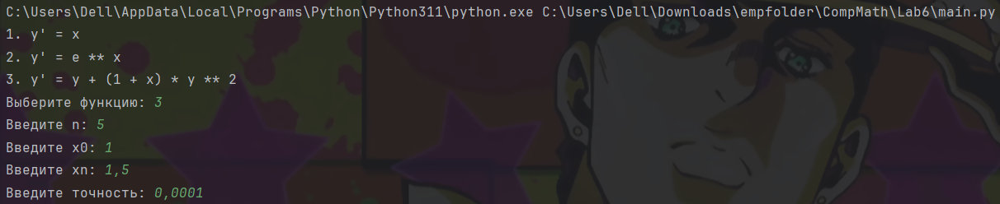 C:\Users\Dell\AppData\Local\Programs\Python\Python311\python.exe C:\Users\Dell\Downloads\empfolder\CompMath\Lab6\main.py
1. y' = x
2. y' = e ** x
3. y' = y + (1 + x) * y ** 2
Выберите функцию: 3
Введите n: 5
Введите x0: 1
Введите xn: 1,5
Введите точность: 0,0001